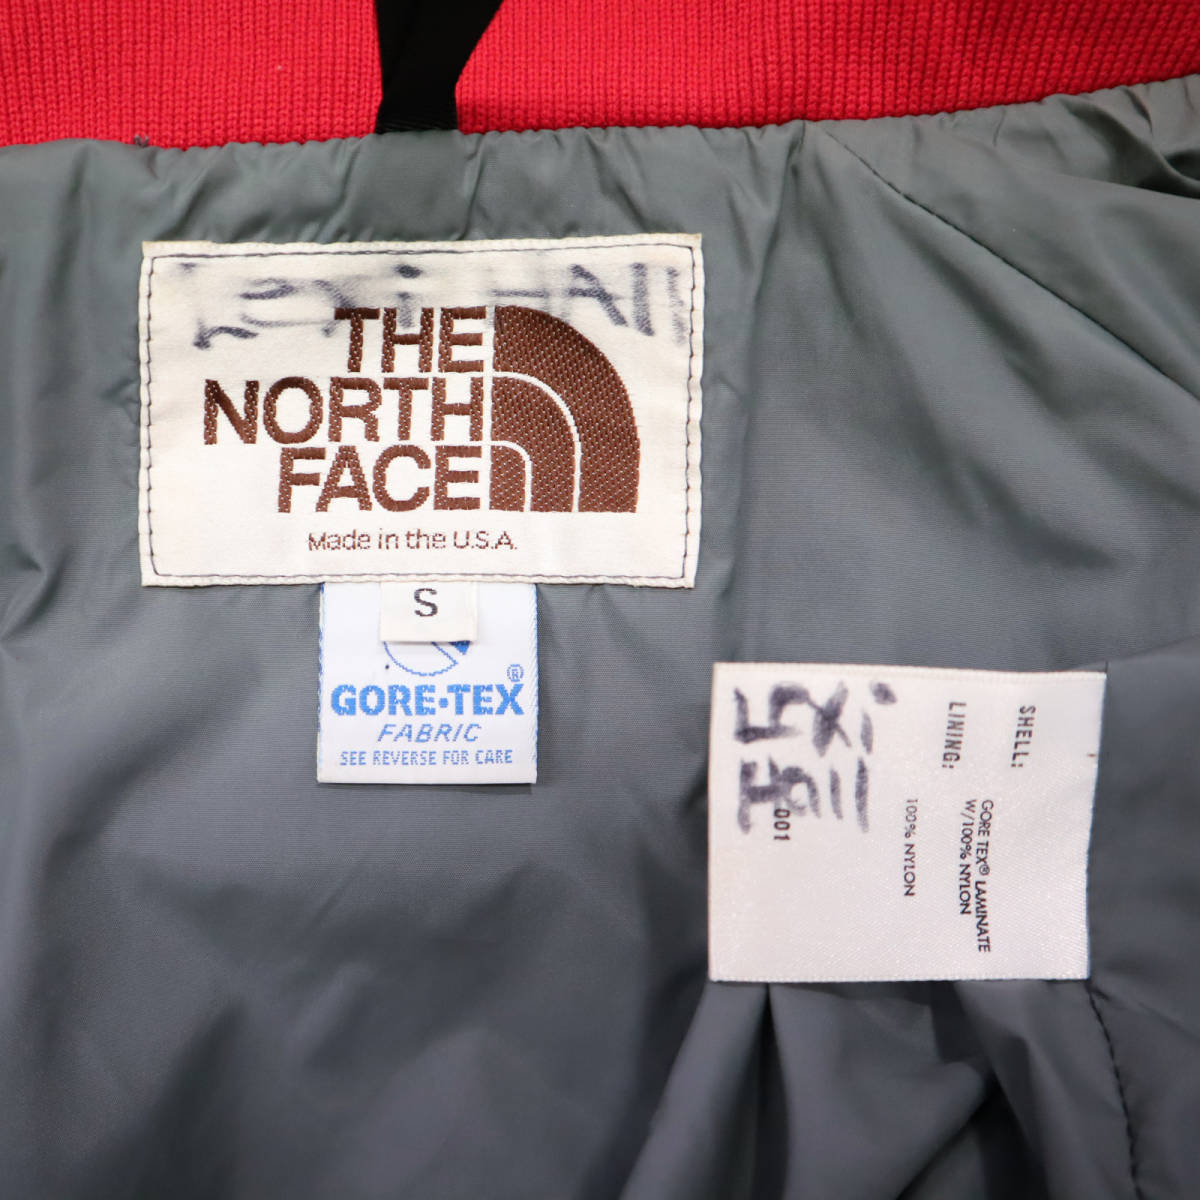 THE
NORTH
FACE
Made in the U.S.A.
S
GORE-TEX®
FABRIC
SEE REVERSE FOR CARE
SHELL: GORE TEX® LAMINATE
W/100% NYLON
LINING: 100% NYLON
001